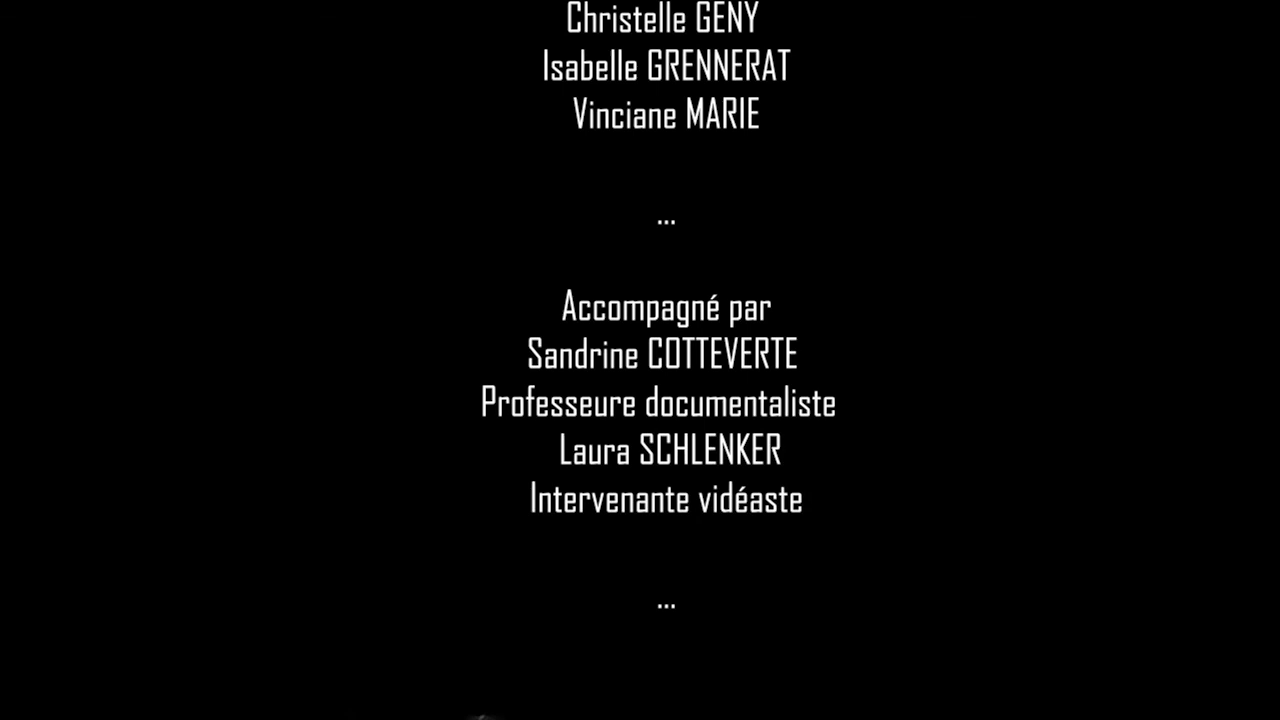 Christelle GENY
Isabelle GRENNERAT
Vinciane MARIE
...
Accompagné par
Sandrine COTTEVERTE
Professeure documentaliste
Laura SCHLENKER
Intervenante vidéaste
...